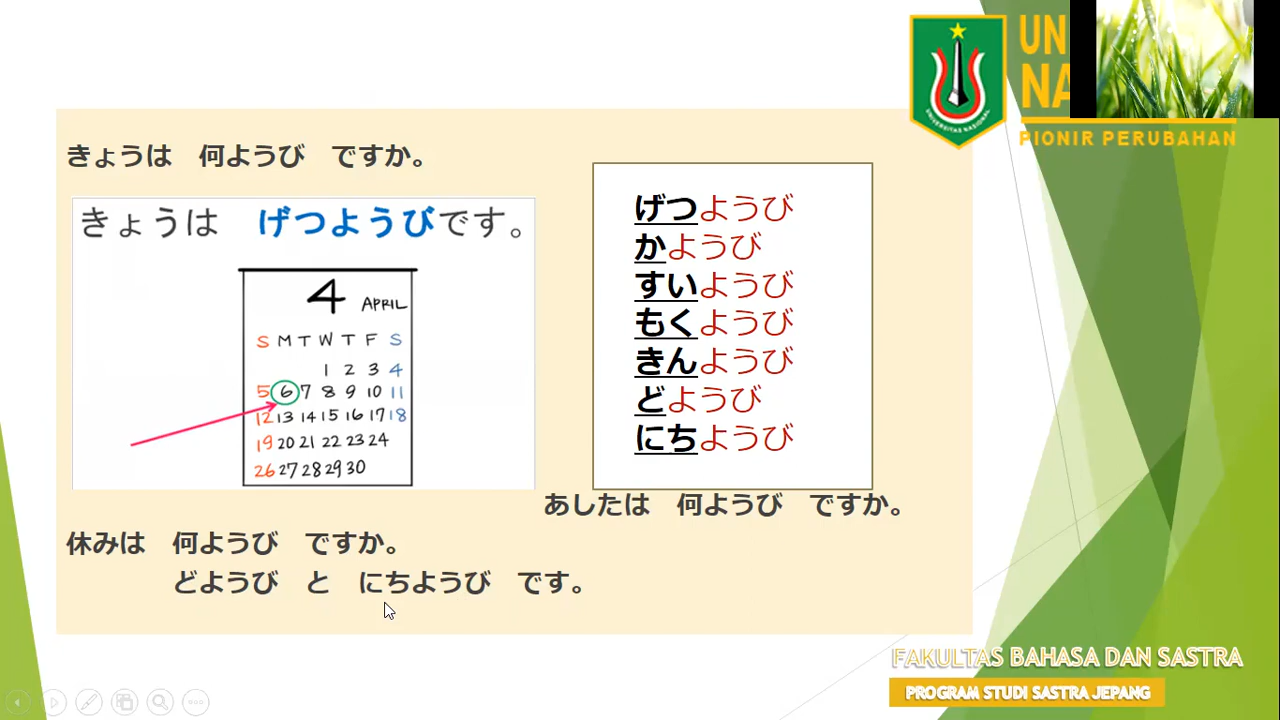 きょうは 何ようび ですか。
きょうは げつようびです。
4 APRIL
S M T W T F S
1 2 3 4
5 6 7 8 9 10 11
12 13 14 15 16 17 18
19 20 21 22 23 24
26 27 28 29 30
げつようび
かようび
すいようび
もくようび
きんようび
どようび
にちようび
あしたは 何ようび ですか。
休みは 何ようび ですか。
どようび と にちようび です。
UNIVERSITAS NASIONAL
UN
NA
PIONIR PERUBAHAN
FAKULTAS BAHASA DAN SASTRA
PROGRAM STUDI SASTRA JEPANG